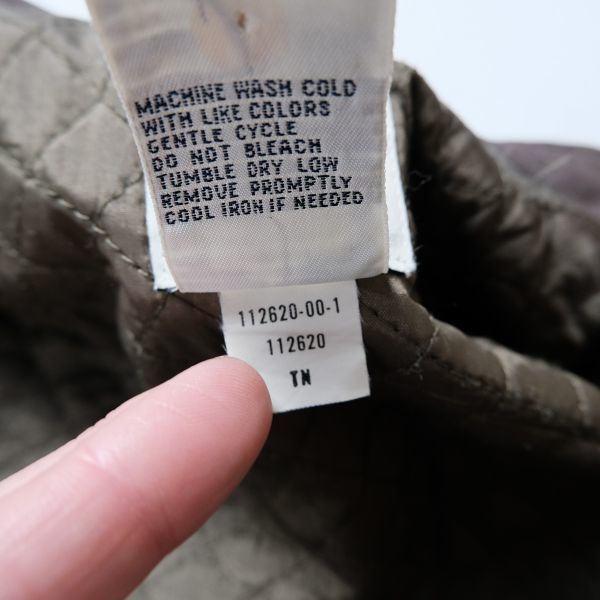 MACHINE WASH COLD
WITH LIKE COLORS
GENTLE CYCLE
DO NOT BLEACH
TUMBLE DRY LOW
REMOVE PROMPTLY
COOL IRON IF NEEDED
112620-00-1
112620
TN